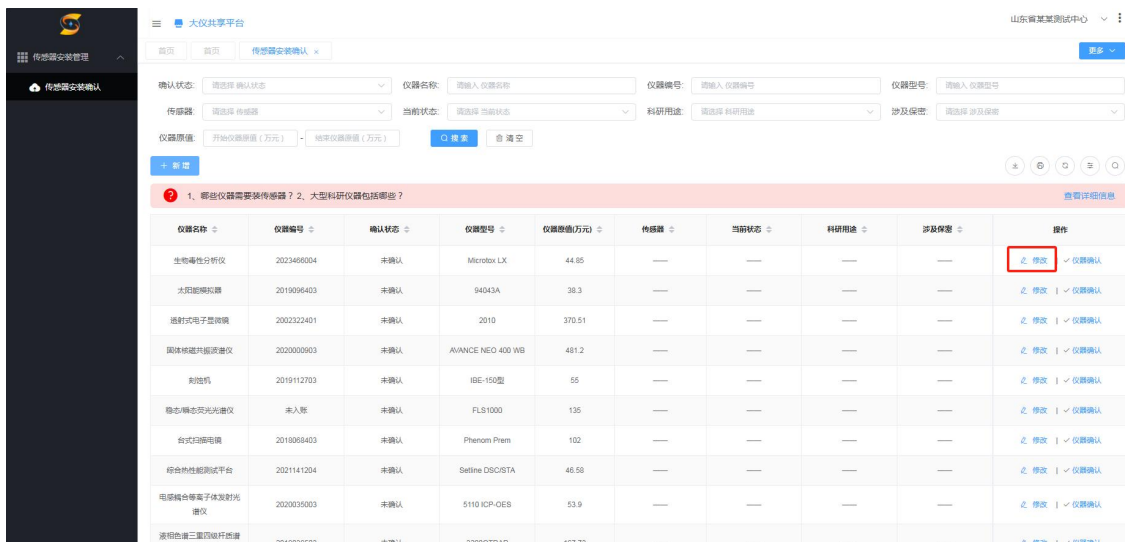 大仪共享平台
山东省某某测试中心
传感器安装管理
传感器安装确认
首页 首页 传感器安装确认 × 更多
确认状态: 请选择 确认状态 仪器名称: 请输入 仪器名称 仪器编号: 请输入 仪器编号 仪器型号: 请输入 仪器型号
传感器: 请选择 传感器 当前状态: 请选择 当前状态 科研用途: 请选择 科研用途 涉及保密: 请选择 涉及保密
仪器原值: 开始仪器原值(万元) - 结束仪器原值(万元) 搜索 清空
+ 新增
? 1、哪些仪器需要装传感器?2、大型科研仪器包括哪些? 查看详细信息
仪器名称 仪器编号 确认状态 仪器型号 仪器原值(万元) 传感器 当前状态 科研用途 涉及保密 操作
生物毒性分析仪 2023466004 未确认 Microtox LX 44.85 — — — — 修改 | 仪器确认
太阳能模拟器 2019096403 未确认 94043A 38.3 — — — — 修改 | 仪器确认
透射式电子显微镜 2002322401 未确认 2010 370.51 — — — — 修改 | 仪器确认
固体核磁共振波谱仪 2020000903 未确认 AVANCE NEO 400 WB 481.2 — — — — 修改 | 仪器确认
刻蚀机 2019112703 未确认 IBE-150型 55 — — — — 修改 | 仪器确认
稳态/瞬态荧光光谱仪 未入账 未确认 FLS1000 135 — — — — 修改 | 仪器确认
台式扫描电镜 2018068403 未确认 Phenom Prem 102 — — — — 修改 | 仪器确认
综合热性能测试平台 2021141204 未确认 Setline DSC/STA 46.58 — — — — 修改 | 仪器确认
电感耦合等离子体发射光
谱仪 2020035003 未确认 5110 ICP-OES 53.9 — — — — 修改 | 仪器确认
液相色谱三重四级杆质谱